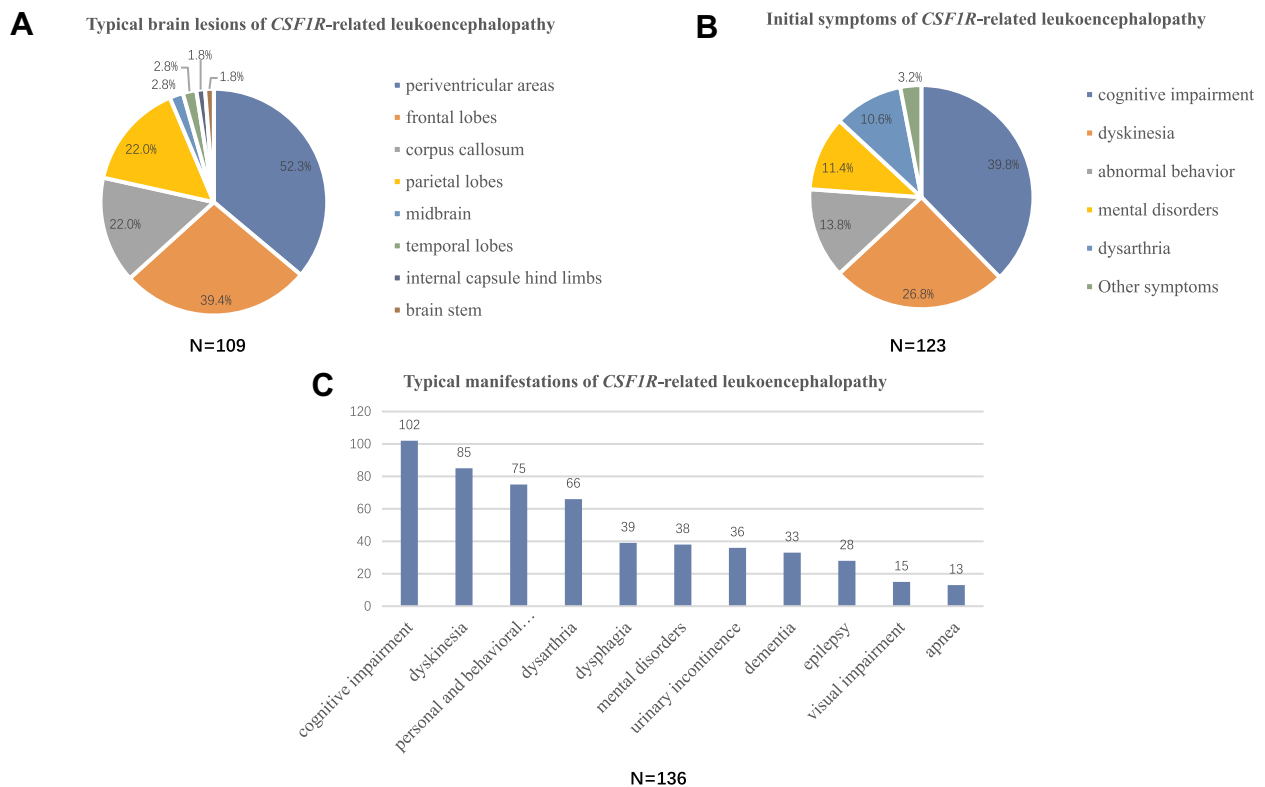 A
Typical brain lesions of CSF1R-related leukoencephalopathy
1.8%
2.8%
1.8%
2.8%
22.0%
52.3%
22.0%
39.4%
periventricular areas
frontal lobes
corpus callosum
parietal lobes
midbrain
temporal lobes
internal capsule hind limbs
brain stem
N=109
B
Initial symptoms of CSF1R-related leukoencephalopathy
3.2%
10.6%
39.8%
11.4%
13.8%
26.8%
cognitive impairment
dyskinesia
abnormal behavior
mental disorders
dysarthria
Other symptoms
N=123
C
Typical manifestations of CSF1R-related leukoencephalopathy
120
100
80
60
40
20
0
102
85
75
66
39
38
36
33
28
15
13
cognitive impairment
dyskinesia
personal and behavioral…
dysarthria
dysphagia
mental disorders
urinary incontinence
dementia
epilepsy
visual impairment
apnea
N=136